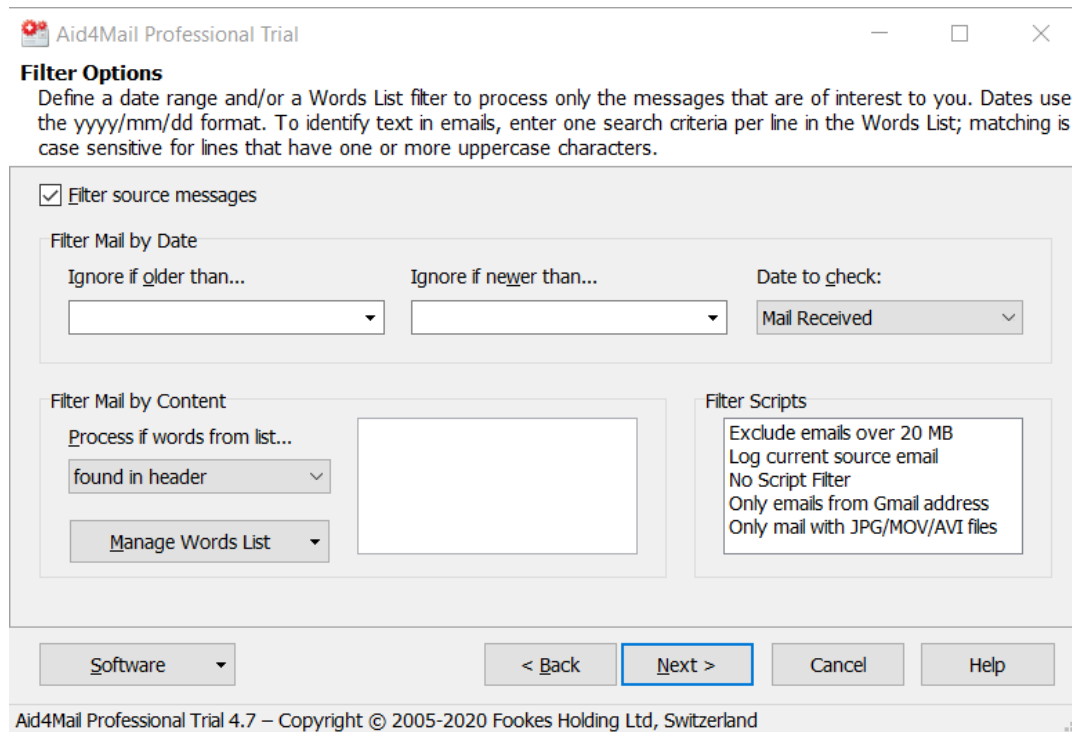 Aid4Mail Professional Trial
Filter Options
Define a date range and/or a Words List filter to process only the messages that are of interest to you. Dates use
the yyyy/mm/dd format. To identify text in emails, enter one search criteria per line in the Words List; matching is
case sensitive for lines that have one or more uppercase characters.
Filter source messages
Filter Mail by Date
Ignore if older than...
Ignore if newer than...
Date to check:
Mail Received
Filter Mail by Content
Process if words from list...
found in header
Manage Words List
Filter Scripts
Exclude emails over 20 MB
Log current source email
No Script Filter
Only emails from Gmail address
Only mail with JPG/MOV/AVI files
Software
< Back
Next >
Cancel
Help
Aid4Mail Professional Trial 4.7 – Copyright © 2005-2020 Fookes Holding Ltd, Switzerland